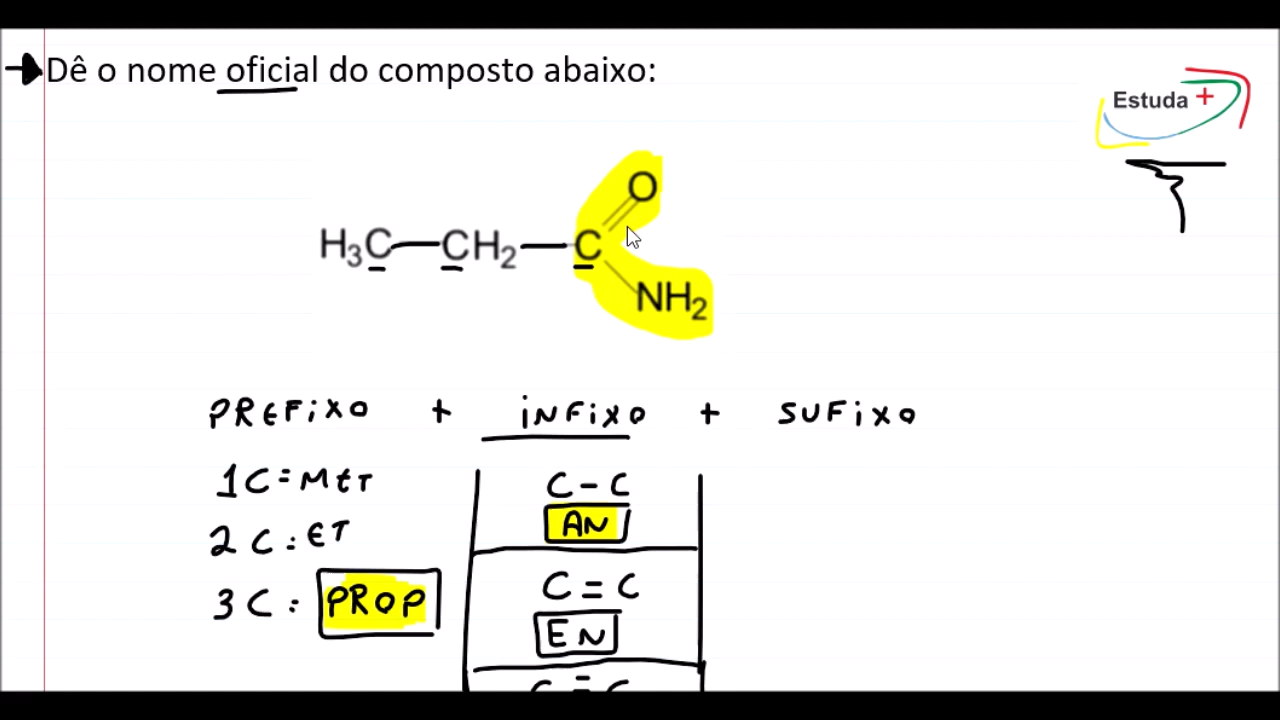 Dê o nome oficial do composto abaixo:
Estuda +
O
H₃C—CH₂—C
NH₂
PREFIXO + INFIXO + SUFIXO
1C = MET
C - C
AN
2C : ET
C = C
3C : PROP
EN
C ≡ C